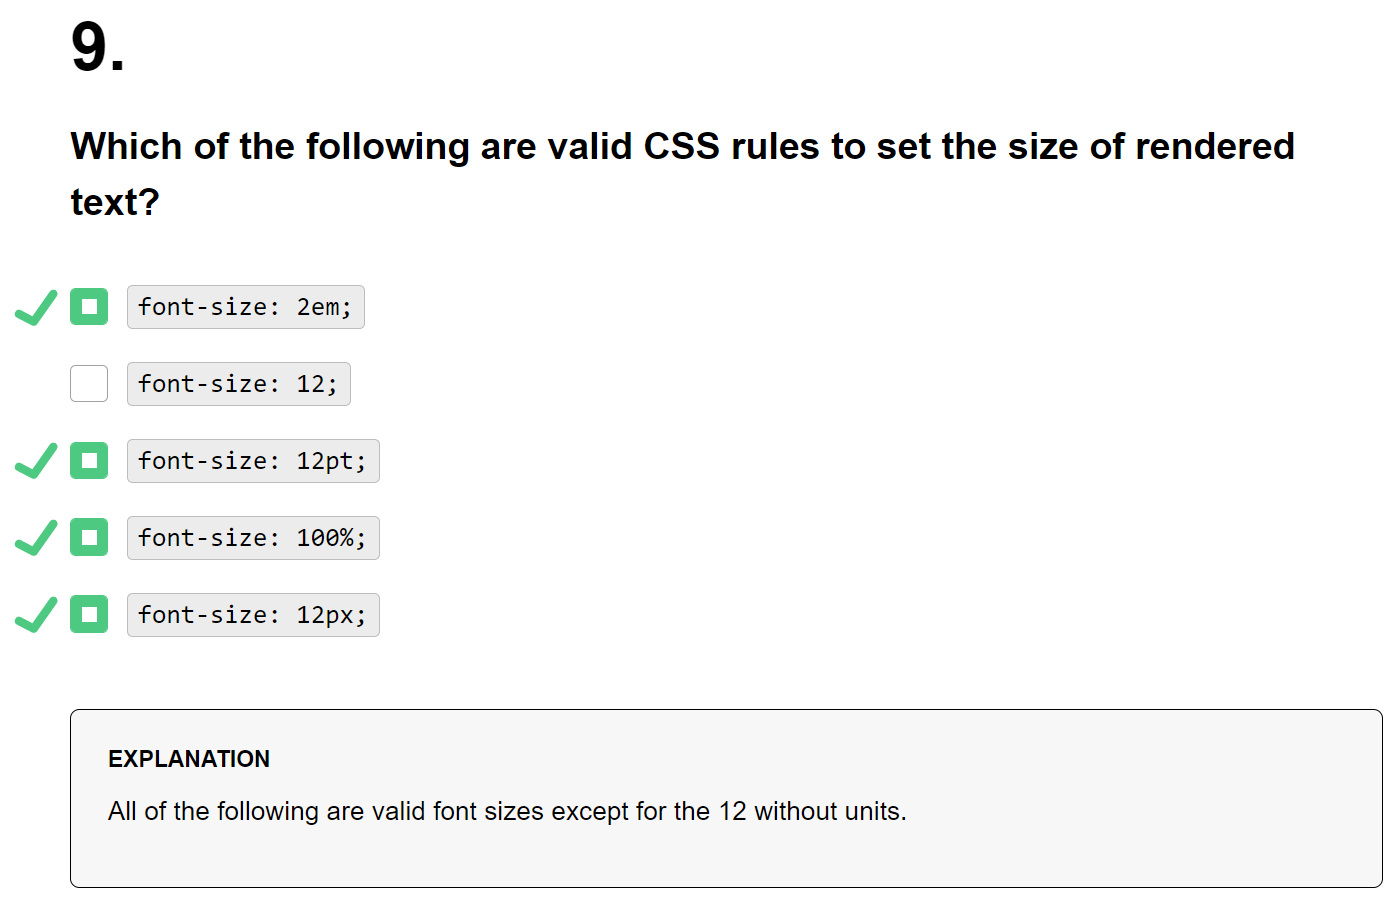 9.
Which of the following are valid CSS rules to set the size of rendered
text?
font-size: 2em;
font-size: 12;
font-size: 12pt;
font-size: 100%;
font-size: 12px;
EXPLANATION
All of the following are valid font sizes except for the 12 without units.